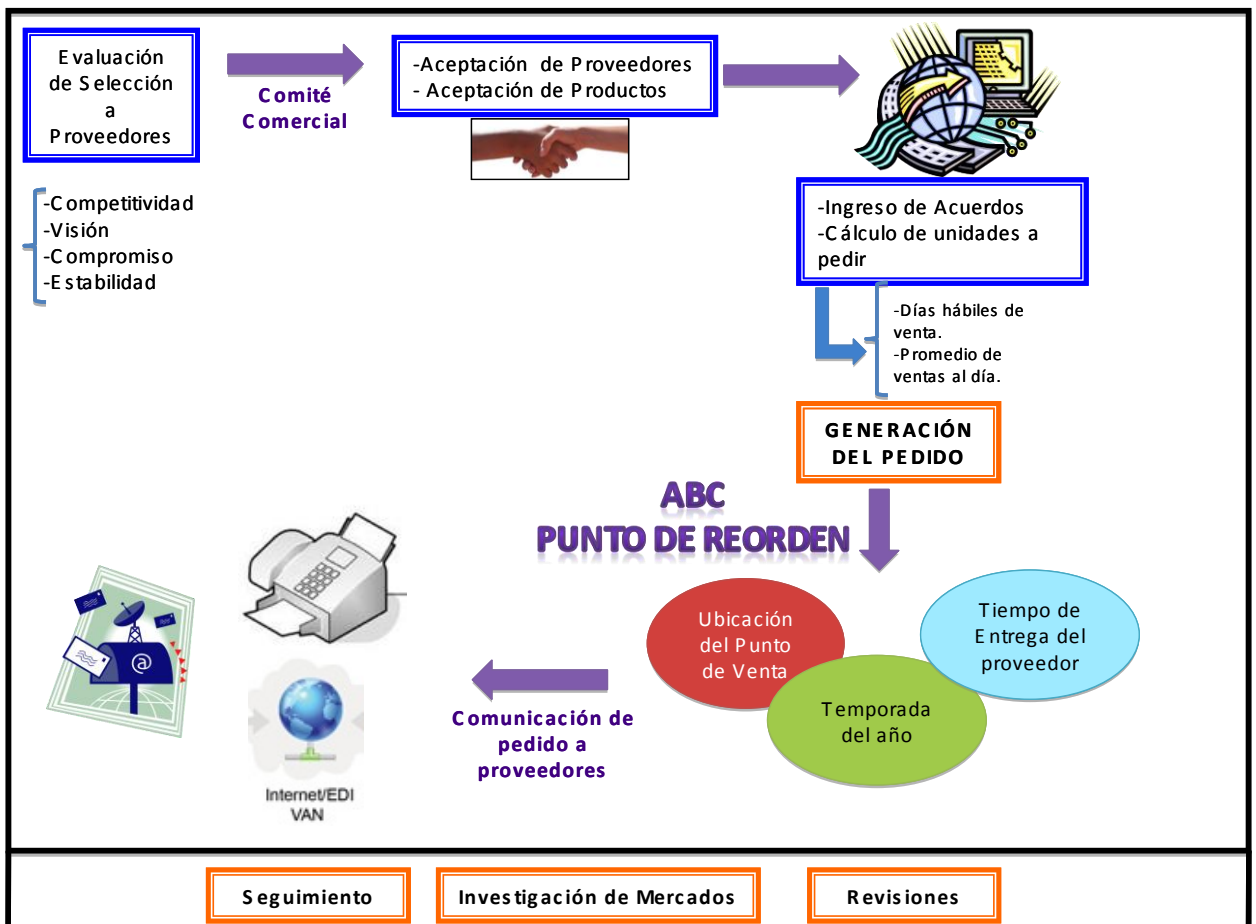 Evaluación
de Selección
a
Proveedores
Comité
Comercial
-Aceptación de Proveedores
- Aceptación de Productos
-Competitividad
-Visión
-Compromiso
-Estabilidad
-Ingreso de Acuerdos
-Cálculo de unidades a
pedir
-Días hábiles de
venta.
-Promedio de
ventas al día.
GENERACIÓN
DEL PEDIDO
ABC
PUNTO DE REORDEN
Ubicación
del Punto
de Venta
Temporada
del año
Tiempo de
Entrega del
proveedor
Comunicación de
pedido a
proveedores
@
Internet/EDI
VAN
Seguimiento
Investigación de Mercados
Revisiones